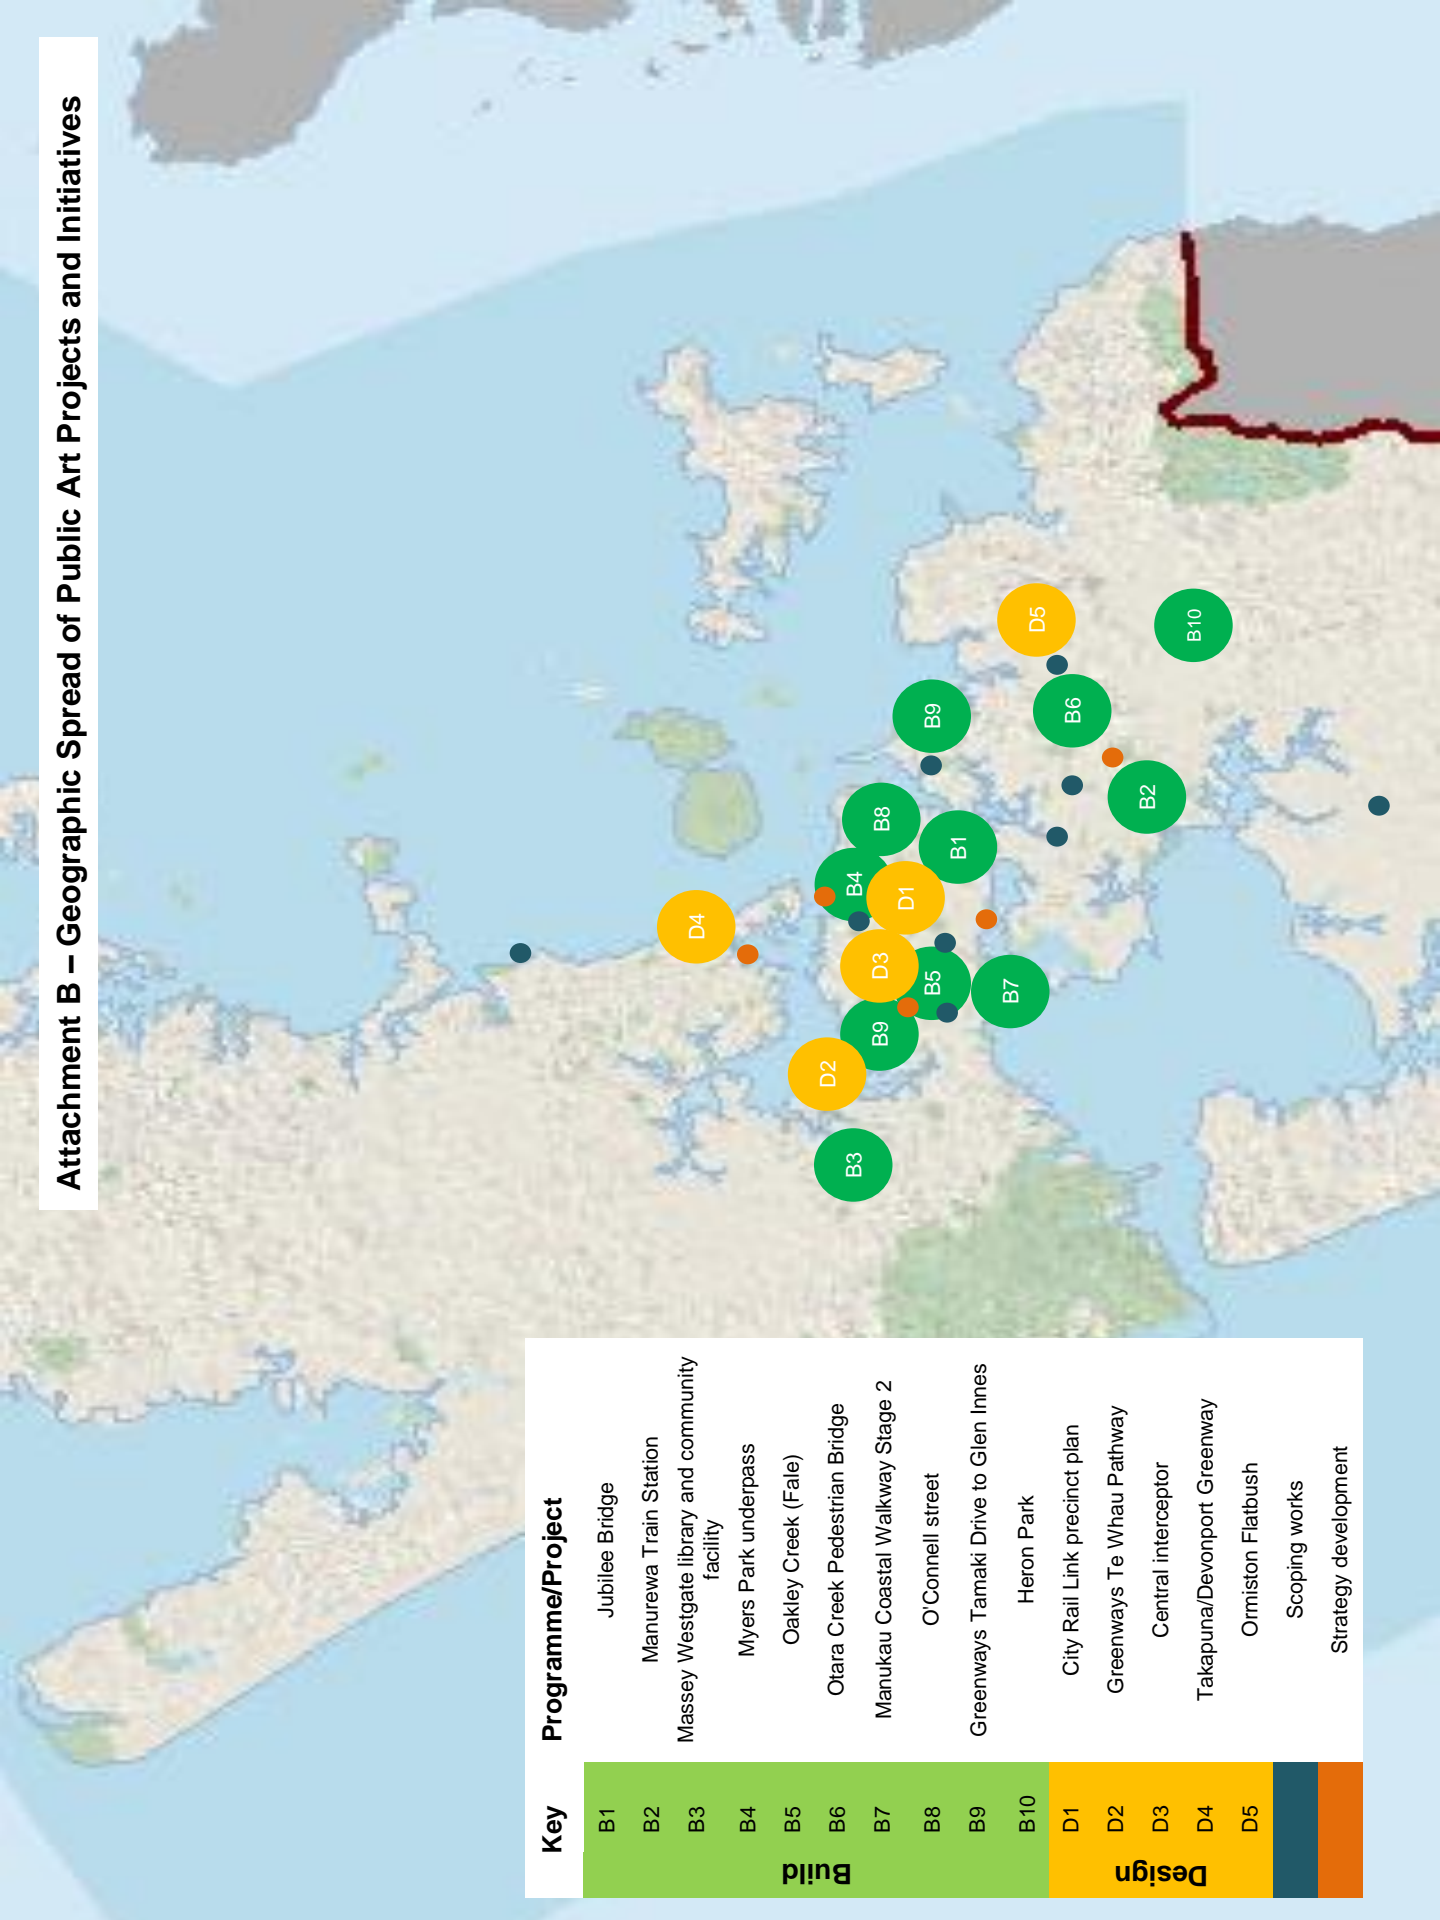 Attachment B – Geographic Spread of Public Art Projects and Initiatives
Key Programme/Project
Build
B1 Jubilee Bridge
B2 Manurewa Train Station
B3 Massey Westgate library and community
facility
B4 Myers Park underpass
B5 Oakley Creek (Fale)
B6 Otara Creek Pedestrian Bridge
B7 Manukau Coastal Walkway Stage 2
B8 O'Connell street
B9 Greenways Tamaki Drive to Glen Innes
B10 Heron Park
Design
D1 City Rail Link precinct plan
D2 Greenways Te Whau Pathway
D3 Central interceptor
D4 Takapuna/Devonport Greenway
D5 Ormiston Flatbush
Scoping works
Strategy development
D4
D2
B3
B4
B9
D3
B8
D1
B5
B9
B1
B7
D5
B6
B2
B10